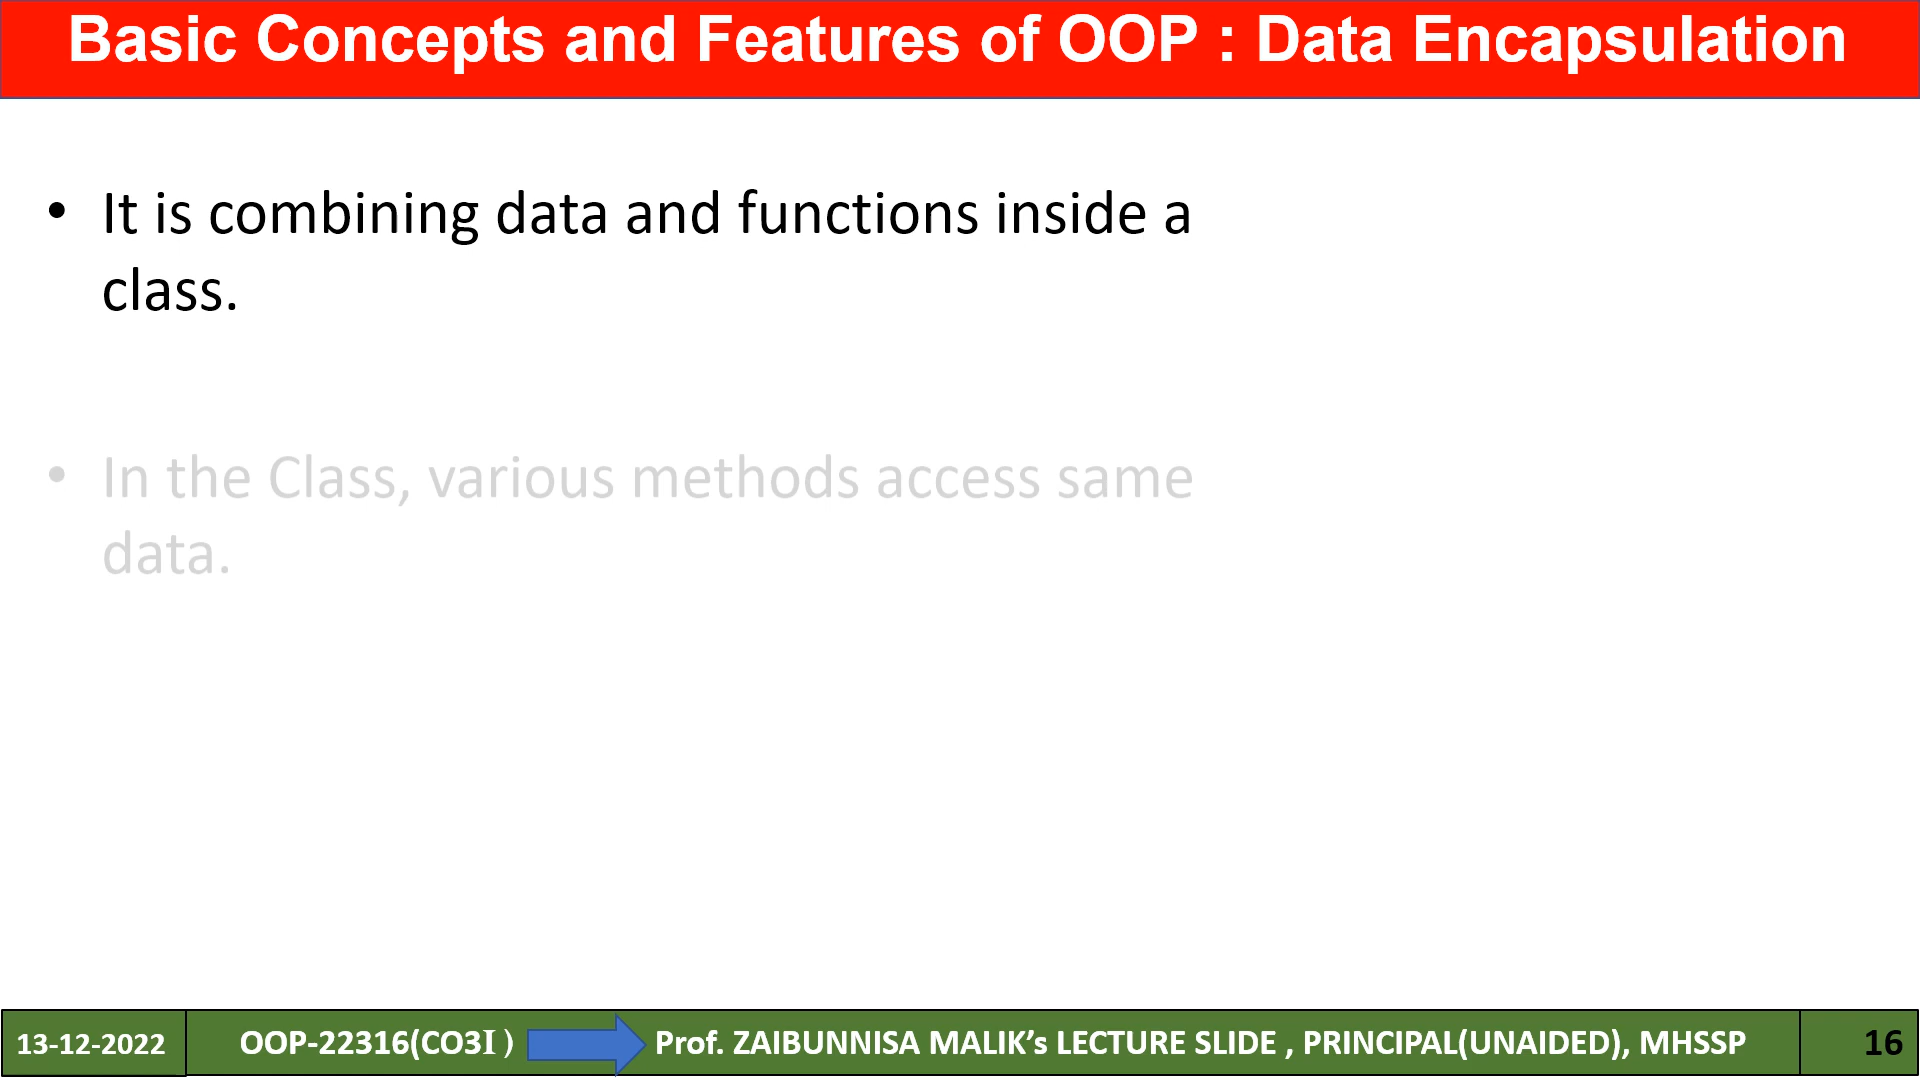 Basic Concepts and Features of OOP : Data Encapsulation
• It is combining data and functions inside a
class.
• In the Class, various methods access same
data.
13-12-2022
OOP-22316(CO3I )
Prof. ZAIBUNNISA MALIK’s LECTURE SLIDE , PRINCIPAL(UNAIDED), MHSSP
16